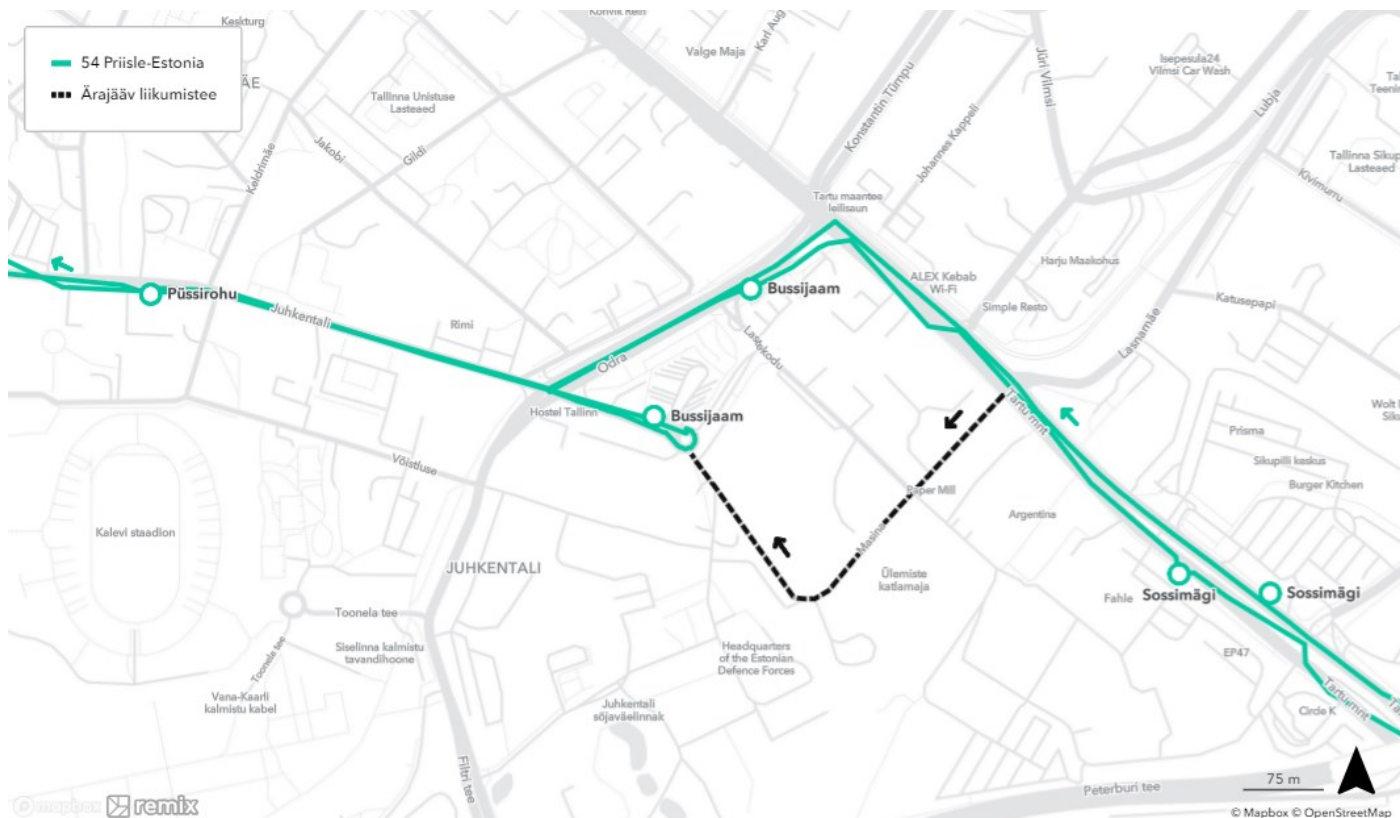 54 Priisle-Estonia
Ärajääv liikumistee
Keskturg
Valge Maja
Karl Aug
Konstantin Türnpu
Johannes Kappeli
Jüri Vilmsi
Isepesula24
Vilmsi Car Wash
Lubja
Tallinna Unistuse
Lasteaed
Jakobi
Gildi
Keldrimäe
Tartu maantee
leilisaun
Kivimurru
Lasteaed
Püssirohu
Juhkentali
Rimi
Odra
Bussijaam
Lastekodu
ALEX Kebab
Wi-Fi
Simple Resto
Harju Maakohus
Katusepapi
Lasnamäe
Hostel Tallinn
Bussijaam
Tartu mnt
Võistluse
Kalevi staadion
Paper Mill
Masina
Argentina
Prisma
Sikupilli keskus
Burger Kitchen
JUHKENTALI
Ülemiste
katlamaja
Fahle
Sossimägi
Sossimägi
EP47
Toonela tee
Toonela tee
Siselinna kalmistu
tavandihoone
Vana-Kaarli
kalmistu kabel
Headquarters
of the Estonian
Defence Forces
Juhkentali
sõjaväelinnak
Filtri tee
Circle K
Tartu mnt
Peterburi tee
75 m
mapbox remix
© Mapbox © OpenStreetMap